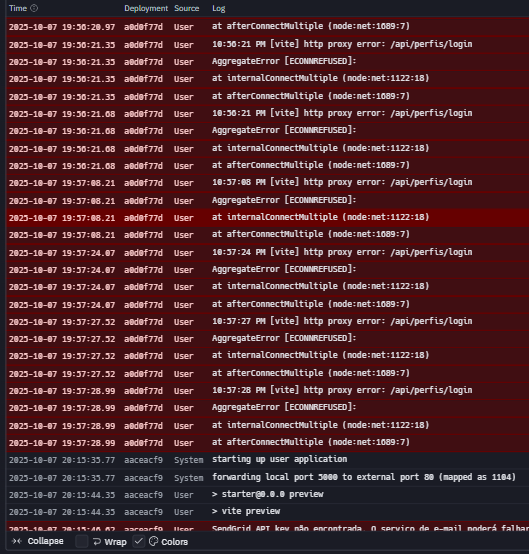 Time Deployment Source Log
2025-10-07 19:56:20.97 a0d0f77d User at afterConnectMultiple (node:net:1689:7)
2025-10-07 19:56:21.35 a0d0f77d User 10:56:21 PM [vite] http proxy error: /api/perfis/login
2025-10-07 19:56:21.35 a0d0f77d User AggregateError [ECONNREFUSED]:
2025-10-07 19:56:21.35 a0d0f77d User at internalConnectMultiple (node:net:1122:18)
2025-10-07 19:56:21.35 a0d0f77d User at afterConnectMultiple (node:net:1689:7)
2025-10-07 19:56:21.68 a0d0f77d User 10:56:21 PM [vite] http proxy error: /api/perfis/login
2025-10-07 19:56:21.68 a0d0f77d User AggregateError [ECONNREFUSED]:
2025-10-07 19:56:21.68 a0d0f77d User at internalConnectMultiple (node:net:1122:18)
2025-10-07 19:56:21.68 a0d0f77d User at afterConnectMultiple (node:net:1689:7)
2025-10-07 19:57:08.21 a0d0f77d User 10:57:08 PM [vite] http proxy error: /api/perfis/login
2025-10-07 19:57:08.21 a0d0f77d User AggregateError [ECONNREFUSED]:
2025-10-07 19:57:08.21 a0d0f77d User at internalConnectMultiple (node:net:1122:18)
2025-10-07 19:57:08.21 a0d0f77d User at afterConnectMultiple (node:net:1689:7)
2025-10-07 19:57:24.07 a0d0f77d User 10:57:24 PM [vite] http proxy error: /api/perfis/login
2025-10-07 19:57:24.07 a0d0f77d User AggregateError [ECONNREFUSED]:
2025-10-07 19:57:24.07 a0d0f77d User at internalConnectMultiple (node:net:1122:18)
2025-10-07 19:57:24.07 a0d0f77d User at afterConnectMultiple (node:net:1689:7)
2025-10-07 19:57:27.52 a0d0f77d User 10:57:27 PM [vite] http proxy error: /api/perfis/login
2025-10-07 19:57:27.52 a0d0f77d User AggregateError [ECONNREFUSED]:
2025-10-07 19:57:27.52 a0d0f77d User at internalConnectMultiple (node:net:1122:18)
2025-10-07 19:57:27.52 a0d0f77d User at afterConnectMultiple (node:net:1689:7)
2025-10-07 19:57:28.99 a0d0f77d User 10:57:28 PM [vite] http proxy error: /api/perfis/login
2025-10-07 19:57:28.99 a0d0f77d User AggregateError [ECONNREFUSED]:
2025-10-07 19:57:28.99 a0d0f77d User at internalConnectMultiple (node:net:1122:18)
2025-10-07 19:57:28.99 a0d0f77d User at afterConnectMultiple (node:net:1689:7)
2025-10-07 20:15:35.77 aaceacf9 System starting up user application
2025-10-07 20:15:35.77 aaceacf9 System forwarding local port 5000 to external port 80 (mapped as 1104)
2025-10-07 20:15:44.35 aaceacf9 User > starter@0.0.0 preview
2025-10-07 20:15:44.35 aaceacf9 User > vite preview
2025-10-07 20:15:46.62 aaceacf9 User SendGrid API key não encontrada. O serviço de e-mail poderá falhar
Collapse Wrap Colors